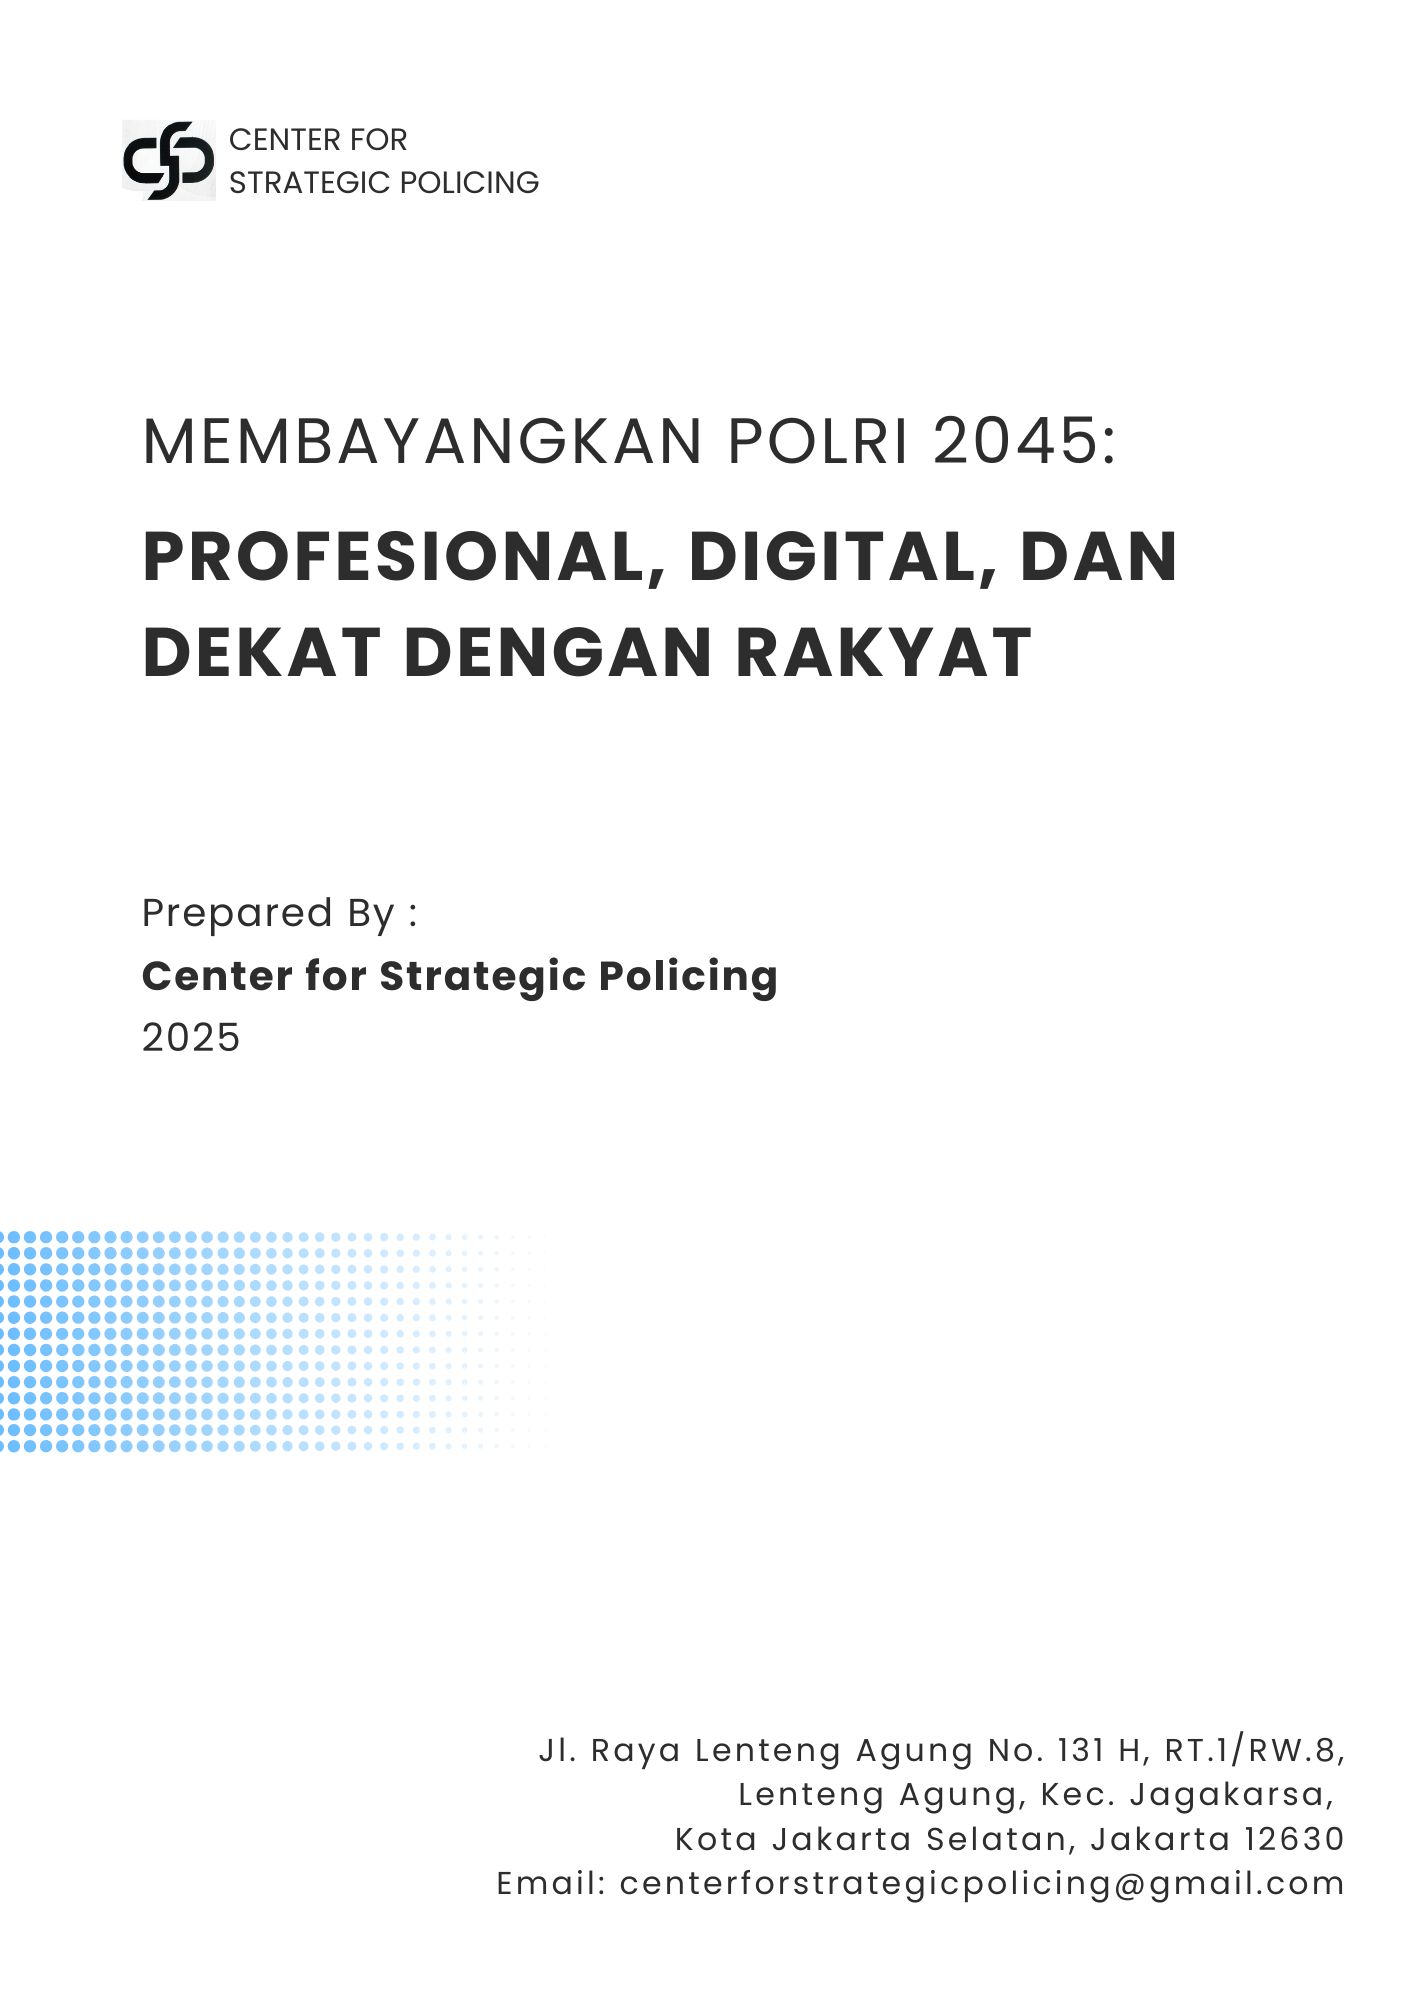 CENTER FOR
STRATEGIC POLICING
MEMBAYANGKAN POLRI 2045:
PROFESIONAL, DIGITAL, DAN
DEKAT DENGAN RAKYAT
Prepared By :
Center for Strategic Policing
2025
Jl. Raya Lenteng Agung No. 131 H, RT.1/RW.8,
Lenteng Agung, Kec. Jagakarsa,
Kota Jakarta Selatan, Jakarta 12630
Email: centerforstrategicpolicing@gmail.com